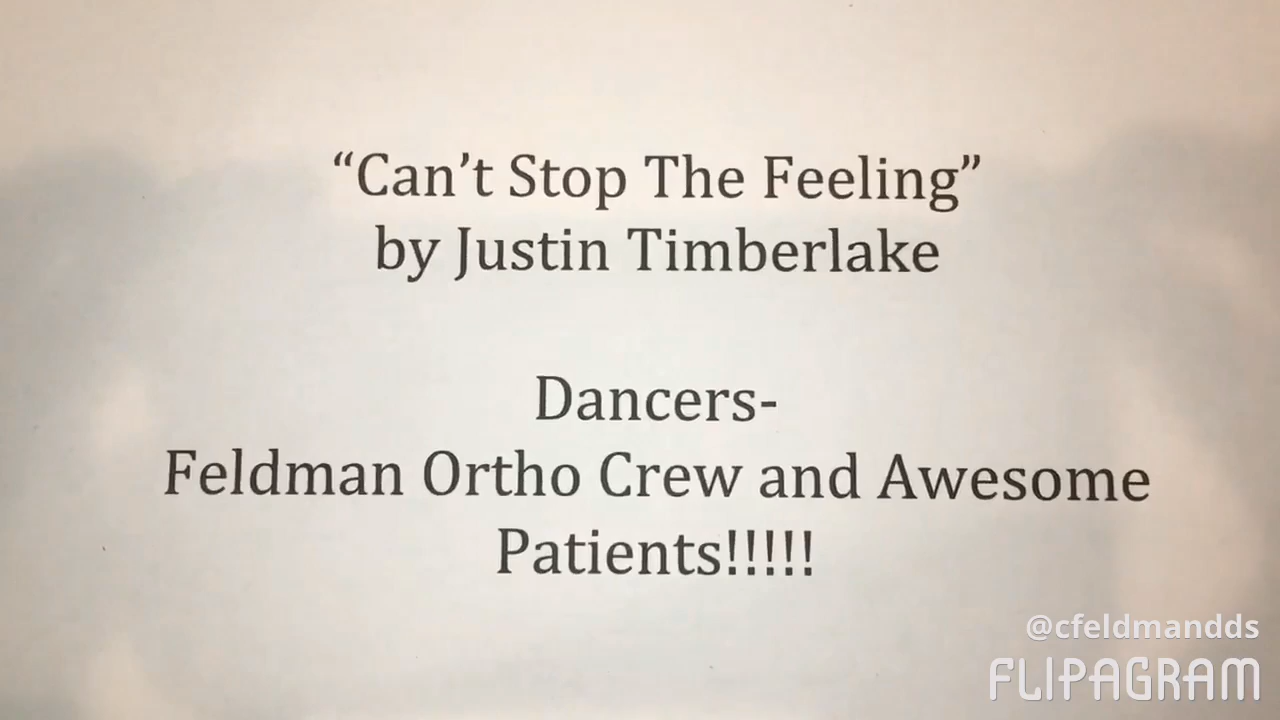 “Can’t Stop The Feeling”
by Justin Timberlake
Dancers-
Feldman Ortho Crew and Awesome
Patients!!!!!
@cfeldmandds
FLIPAGRAM